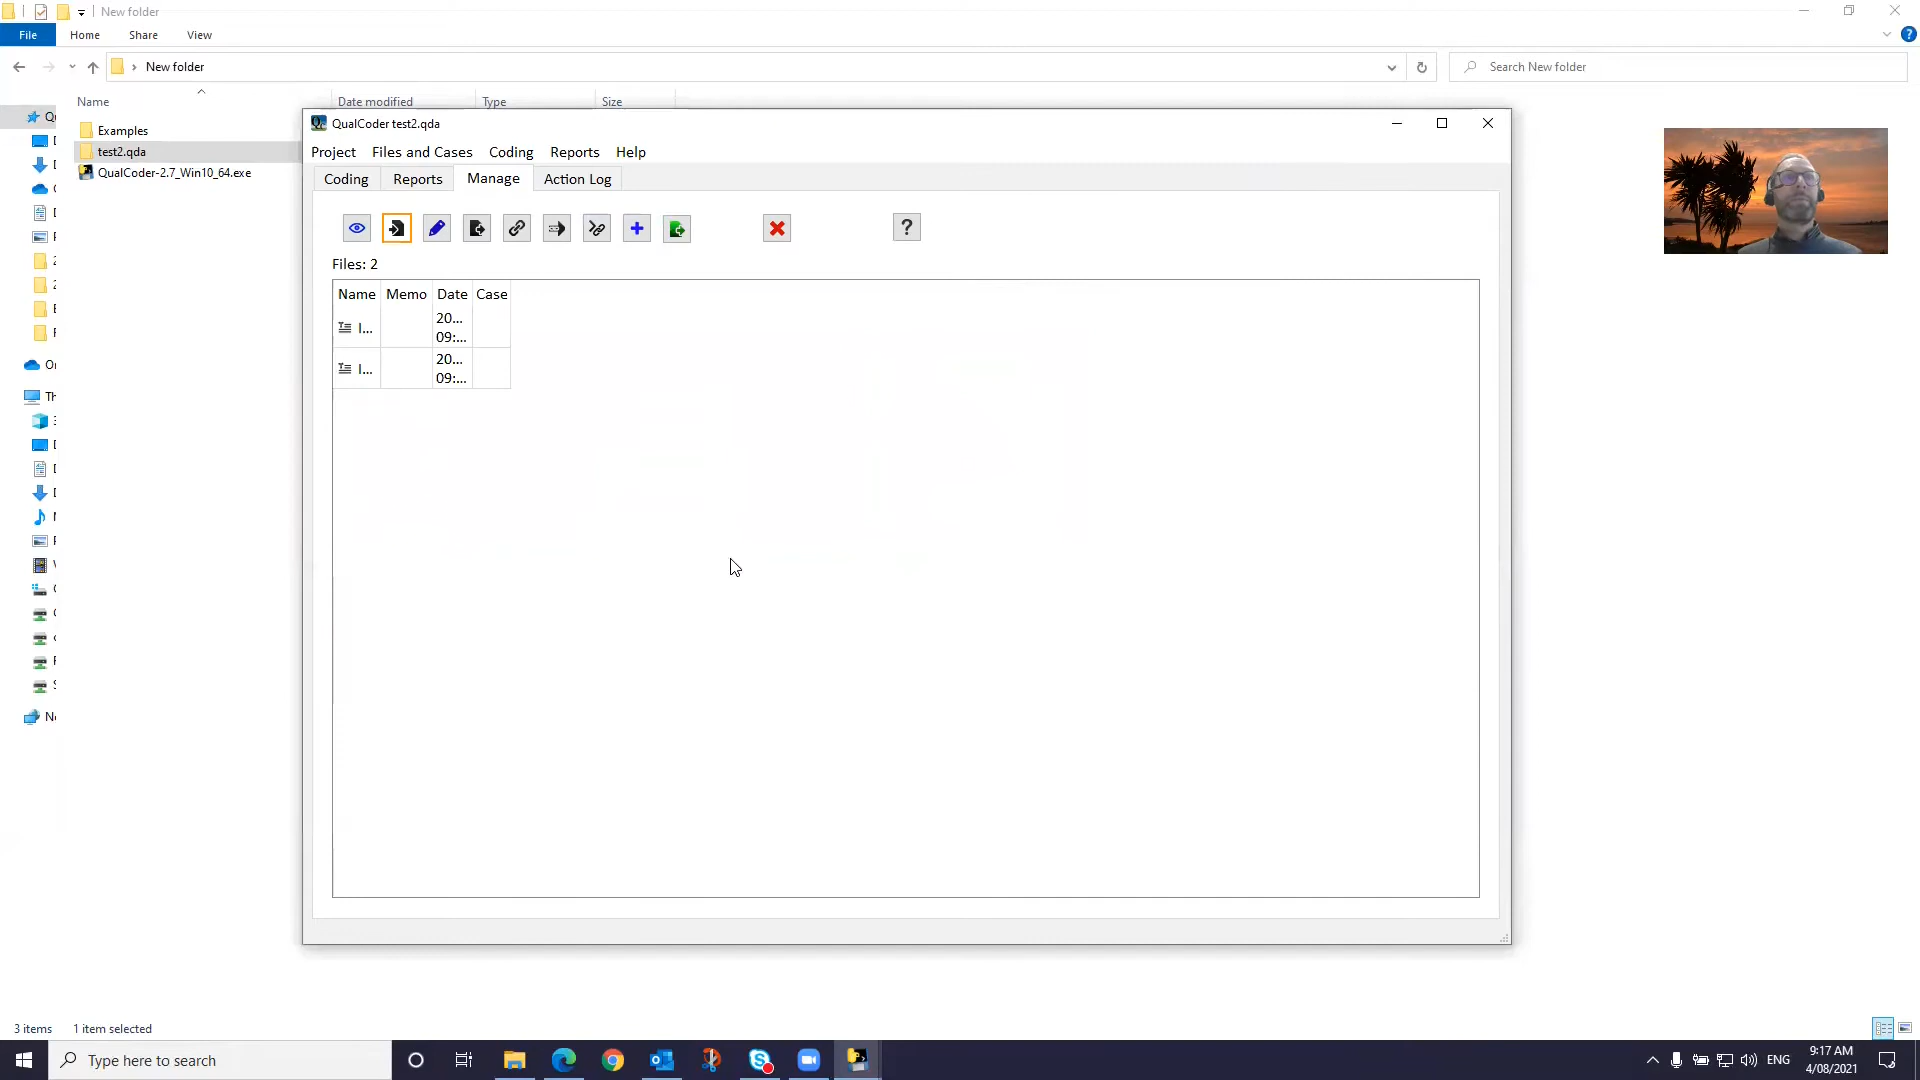 New folder
File Home Share View
New folder
Search New folder
Name Date modified Type Size
Examples
test2.qda
QualCoder-2.7_Win10_64.exe
QualCoder test2.qda
Project Files and Cases Coding Reports Help
Coding Reports Manage Action Log
?
Files: 2
Name Memo Date Case
I... 20... 09:...
I... 20... 09:...
3 items 1 item selected
Type here to search
ENG
9:17 AM
4/08/2021